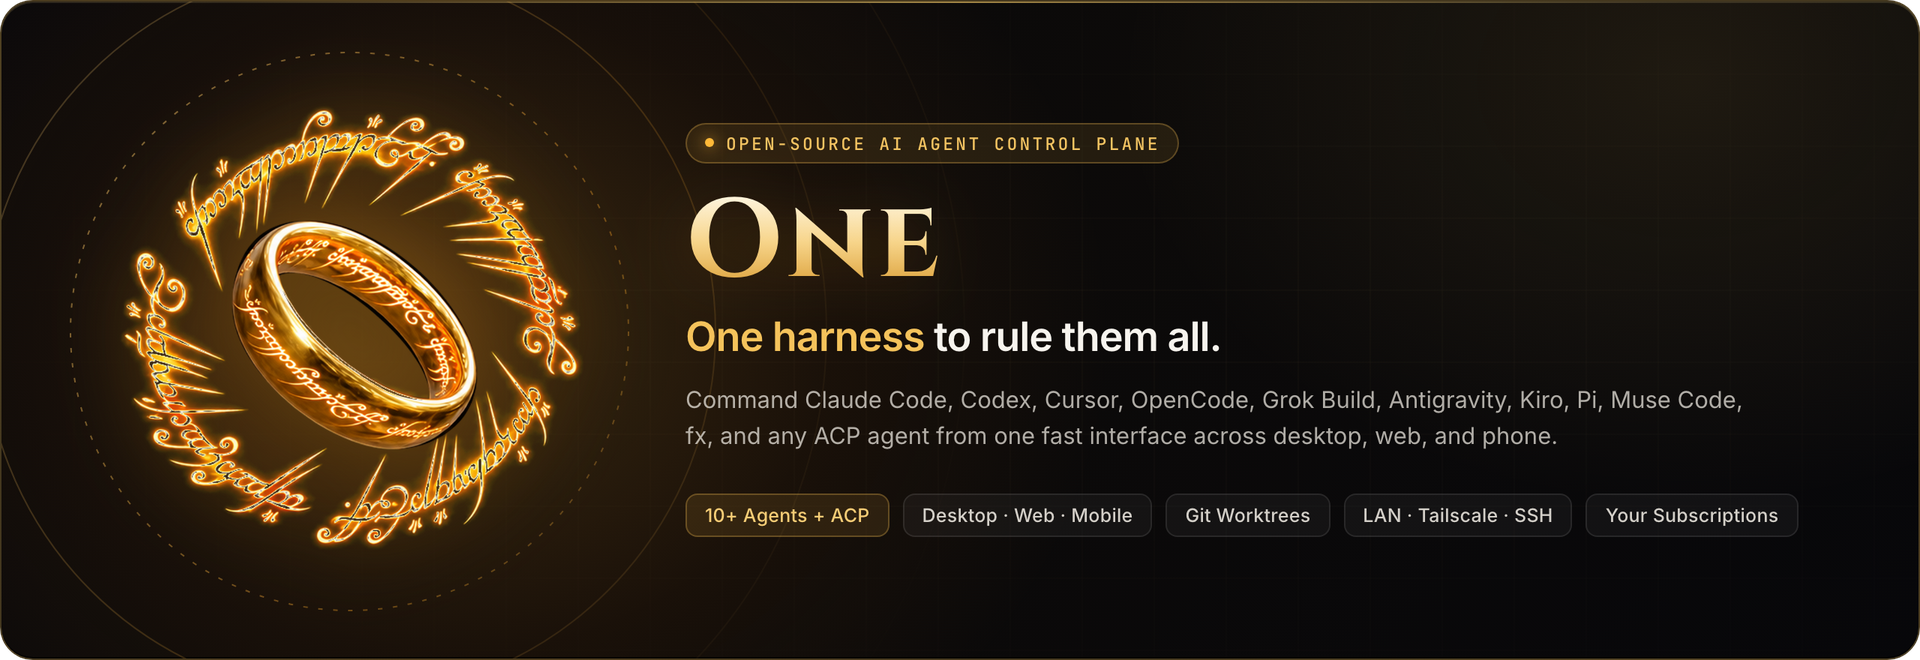 OPEN-SOURCE AI AGENT CONTROL PLANE
ONE
One harness to rule them all.
Command Claude Code, Codex, Cursor, OpenCode, Grok Build, Antigravity, Kiro, Pi, Muse Code,
fx, and any ACP agent from one fast interface across desktop, web, and phone.
10+ Agents + ACP
Desktop · Web · Mobile
Git Worktrees
LAN · Tailscale · SSH
Your Subscriptions